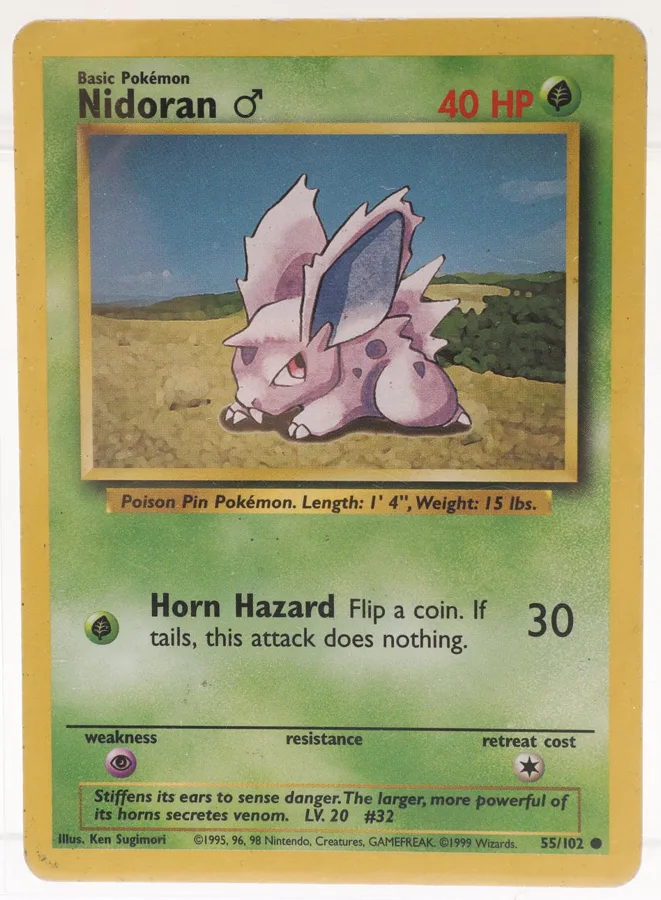 Basic Pokémon
Nidoran ♂ 40 HP
Poison Pin Pokémon. Length: 1' 4", Weight: 15 lbs.
Horn Hazard Flip a coin. If
tails, this attack does nothing.
30
weakness resistance retreat cost
Stiffens its ears to sense danger. The larger, more powerful of
its horns secretes venom. LV. 20 #32
Illus. Ken Sugimori ©1995, 96, 98 Nintendo, Creatures, GAMEFREAK. ©1999 Wizards. 55/102 ●